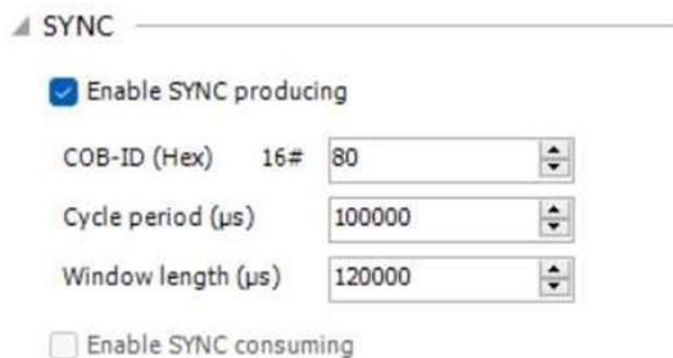 SYNC
Enable SYNC producing
COB-ID (Hex) 16# 80
Cycle period (µs) 100000
Window length (µs) 120000
Enable SYNC consuming